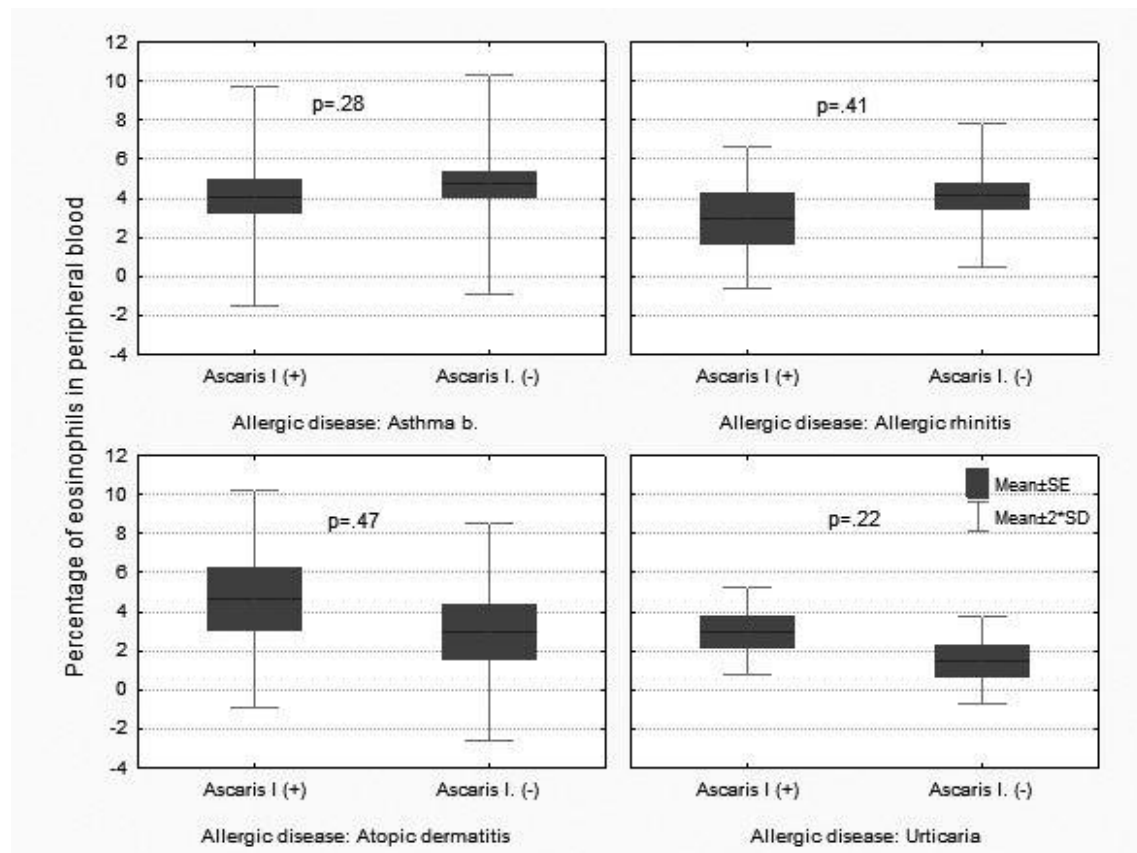 Percentage of eosinophils in peripheral blood
12
10
8
6
4
2
0
-2
-4
p=.28
Ascaris I (+)
Ascaris I. (-)
Allergic disease: Asthma b.
p=.41
Ascaris I (+)
Ascaris I. (-)
Allergic disease: Allergic rhinitis
12
10
8
6
4
2
0
-2
-4
p=.47
Ascaris I (+)
Ascaris I. (-)
Allergic disease: Atopic dermatitis
p=.22
Mean±SE
Mean±2*SD
Ascaris I (+)
Ascaris I. (-)
Allergic disease: Urticaria